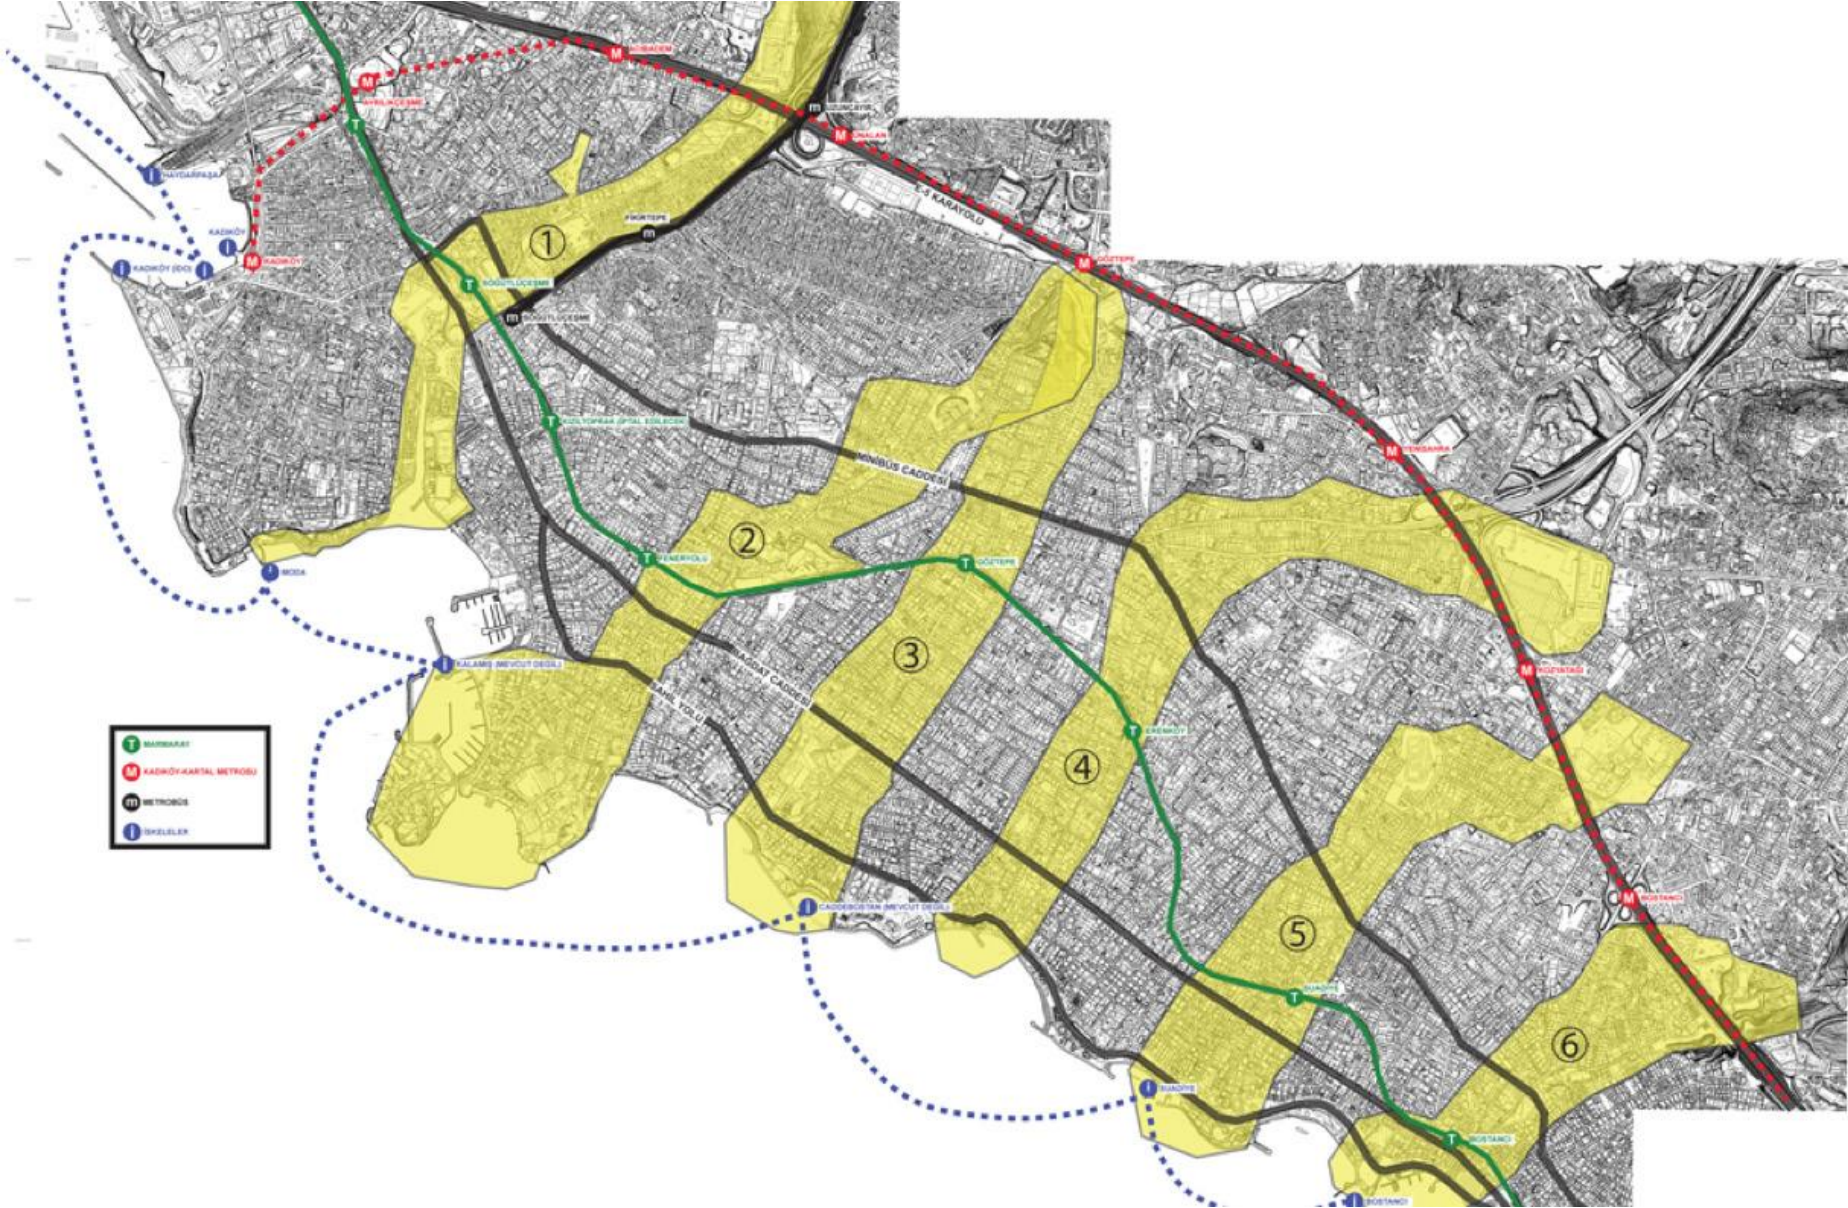 M ACIBADEM
M AYRILIKÇEŞME
T
m UZUNÇAYIR
M ÜNALAN
İ HAYDARPAŞA
E-5 KARAYOLU
FİKİRTEPE
m
KADIKÖY
İ
1
M KADIKÖY
M GÖZTEPE
İ KADIKÖY (İDO) İ
T SÖĞÜTLÜÇEŞME
m SÖĞÜTLÜÇEŞME
T KIZILTOPRAK (İPTAL EDİLECEK)
MİNİBÜS CADDESİ
M YENİSAHRA
2
T FENERYOLU
T GÖZTEPE
İ MODA
3
İ KALAMIŞ (MEVCUT DEĞİL)
BAĞDAT CADDESİ
M KOZYATAĞI
SAHİL YOLU
T ERENKÖY
T MARMARAY
M KADIKÖY-KARTAL METROSU
m METROBÜS
İ İSKELELER
4
M BOSTANCI
İ CADDEBOSTAN (MEVCUT DEĞİL)
5
T SUADİYE
6
İ SUADİYE
T BOSTANCI
İ BOSTANCI